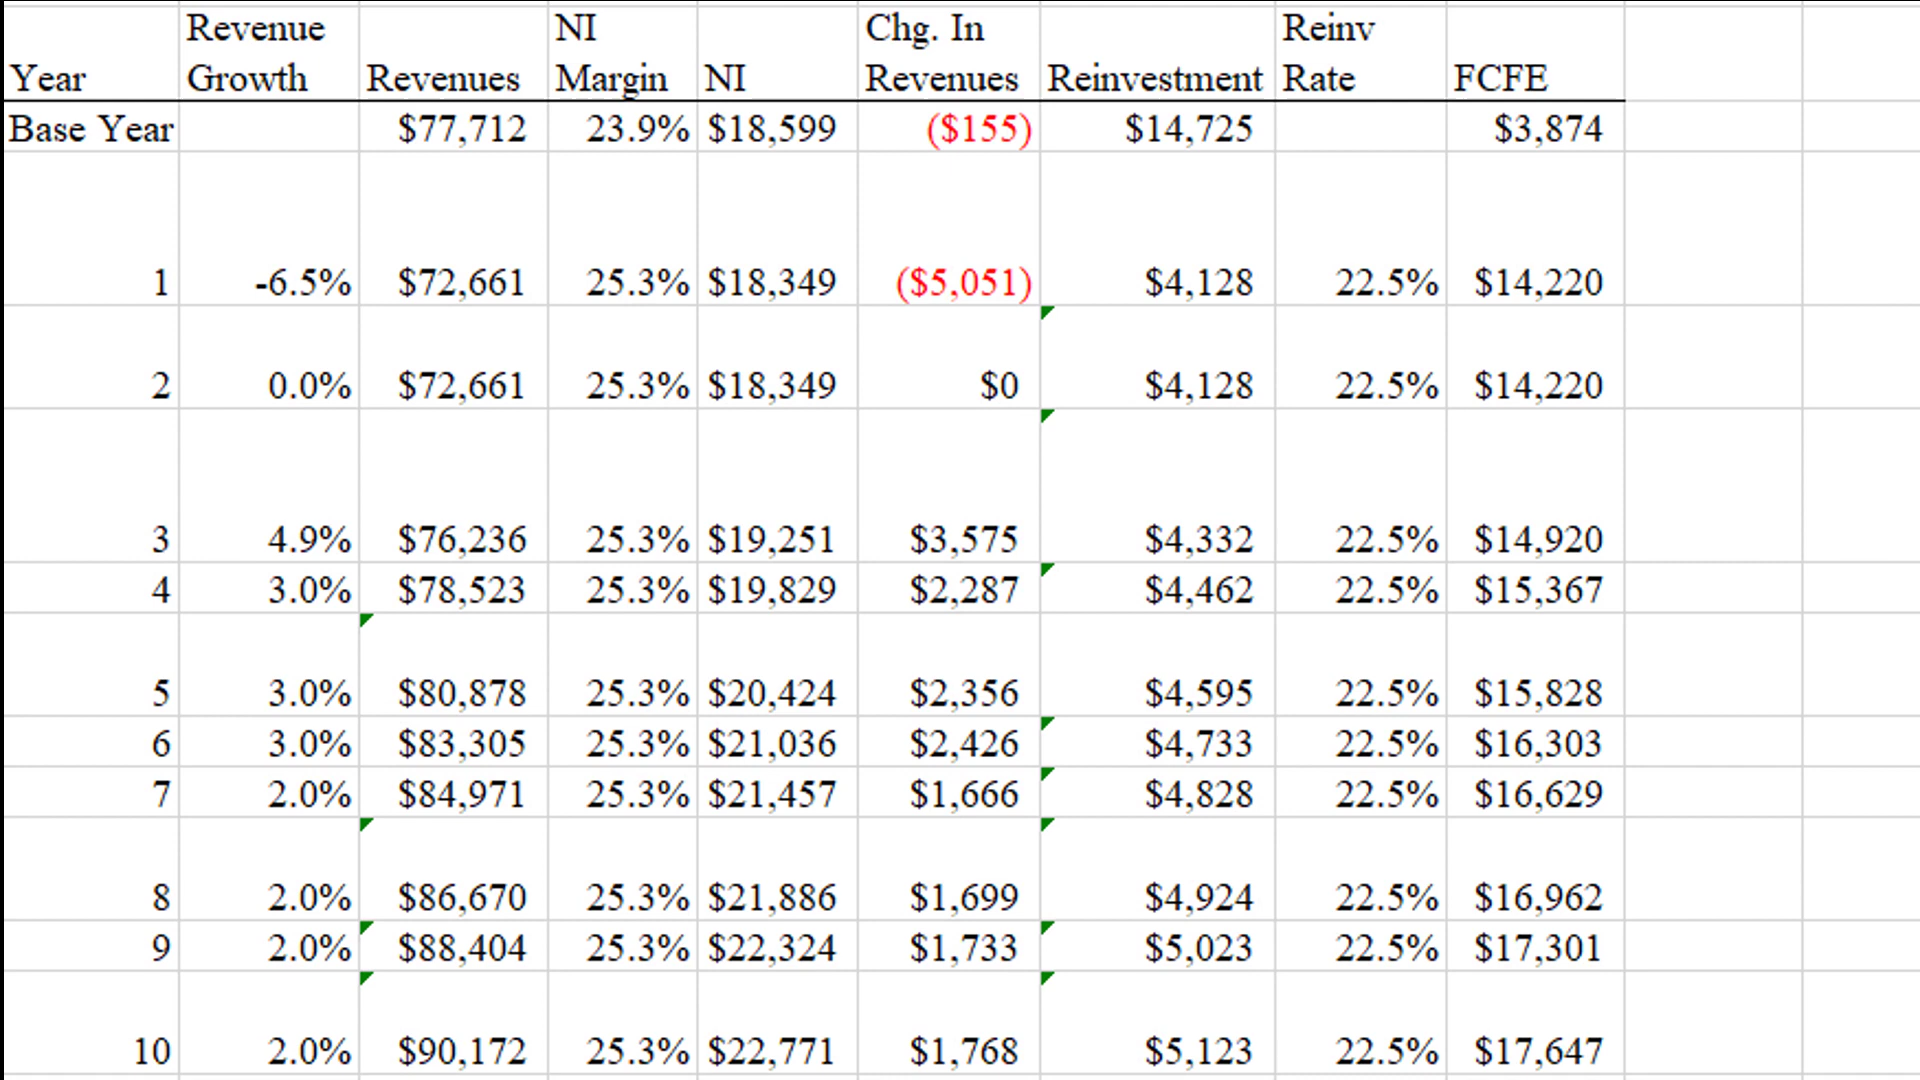 Year Revenue Growth Revenues NI Margin NI Chg. In Revenues Reinvestment Reinv Rate FCFE
Base Year $77,712 23.9% $18,599 ($155) $14,725 $3,874
1 -6.5% $72,661 25.3% $18,349 ($5,051) $4,128 22.5% $14,220
2 0.0% $72,661 25.3% $18,349 $0 $4,128 22.5% $14,220
3 4.9% $76,236 25.3% $19,251 $3,575 $4,332 22.5% $14,920
4 3.0% $78,523 25.3% $19,829 $2,287 $4,462 22.5% $15,367
5 3.0% $80,878 25.3% $20,424 $2,356 $4,595 22.5% $15,828
6 3.0% $83,305 25.3% $21,036 $2,426 $4,733 22.5% $16,303
7 2.0% $84,971 25.3% $21,457 $1,666 $4,828 22.5% $16,629
8 2.0% $86,670 25.3% $21,886 $1,699 $4,924 22.5% $16,962
9 2.0% $88,404 25.3% $22,324 $1,733 $5,023 22.5% $17,301
10 2.0% $90,172 25.3% $22,771 $1,768 $5,123 22.5% $17,647